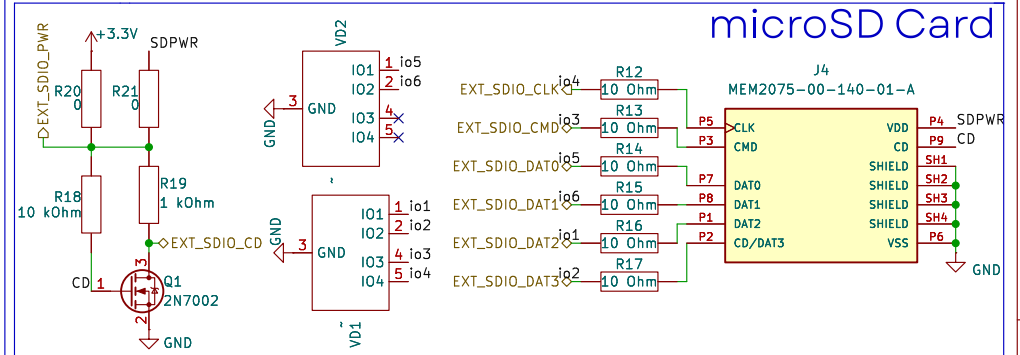 microSD Card
EXT_SDIO_PWR
+3.3V
SDPWR
R20
0
R21
0
R18
10 kOhm
R19
1 kOhm
EXT_SDIO_CD
CD
1
3
2
Q1
2N7002
GND
VD2
IO1
1
io5
IO2
2
io6
IO3
4
IO4
5
3
GND
GND
~
VD1
IO1
1
io1
IO2
2
io2
IO3
4
io3
IO4
5
io4
3
GND
GND
~
EXT_SDIO_CLK
io4
R12
10 Ohm
EXT_SDIO_CMD
io3
R13
10 Ohm
EXT_SDIO_DAT0
io5
R14
10 Ohm
EXT_SDIO_DAT1
io6
R15
10 Ohm
EXT_SDIO_DAT2
io1
R16
10 Ohm
EXT_SDIO_DAT3
io2
R17
10 Ohm
J4
MEM2075-00-140-01-A
P5
CLK
P3
CMD
P7
DAT0
P8
DAT1
P1
DAT2
P2
CD/DAT3
VDD
P4
SDPWR
CD
P9
CD
SHIELD
SH1
SHIELD
SH2
SHIELD
SH3
SHIELD
SH4
VSS
P6
GND